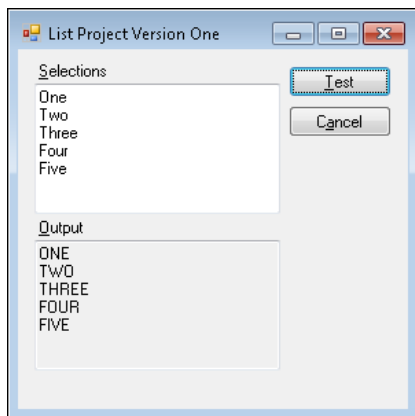 List Project Version One
Selections
Test
One
Two
Three
Four
Five
Cancel
Output
ONE
TWO
THREE
FOUR
FIVE